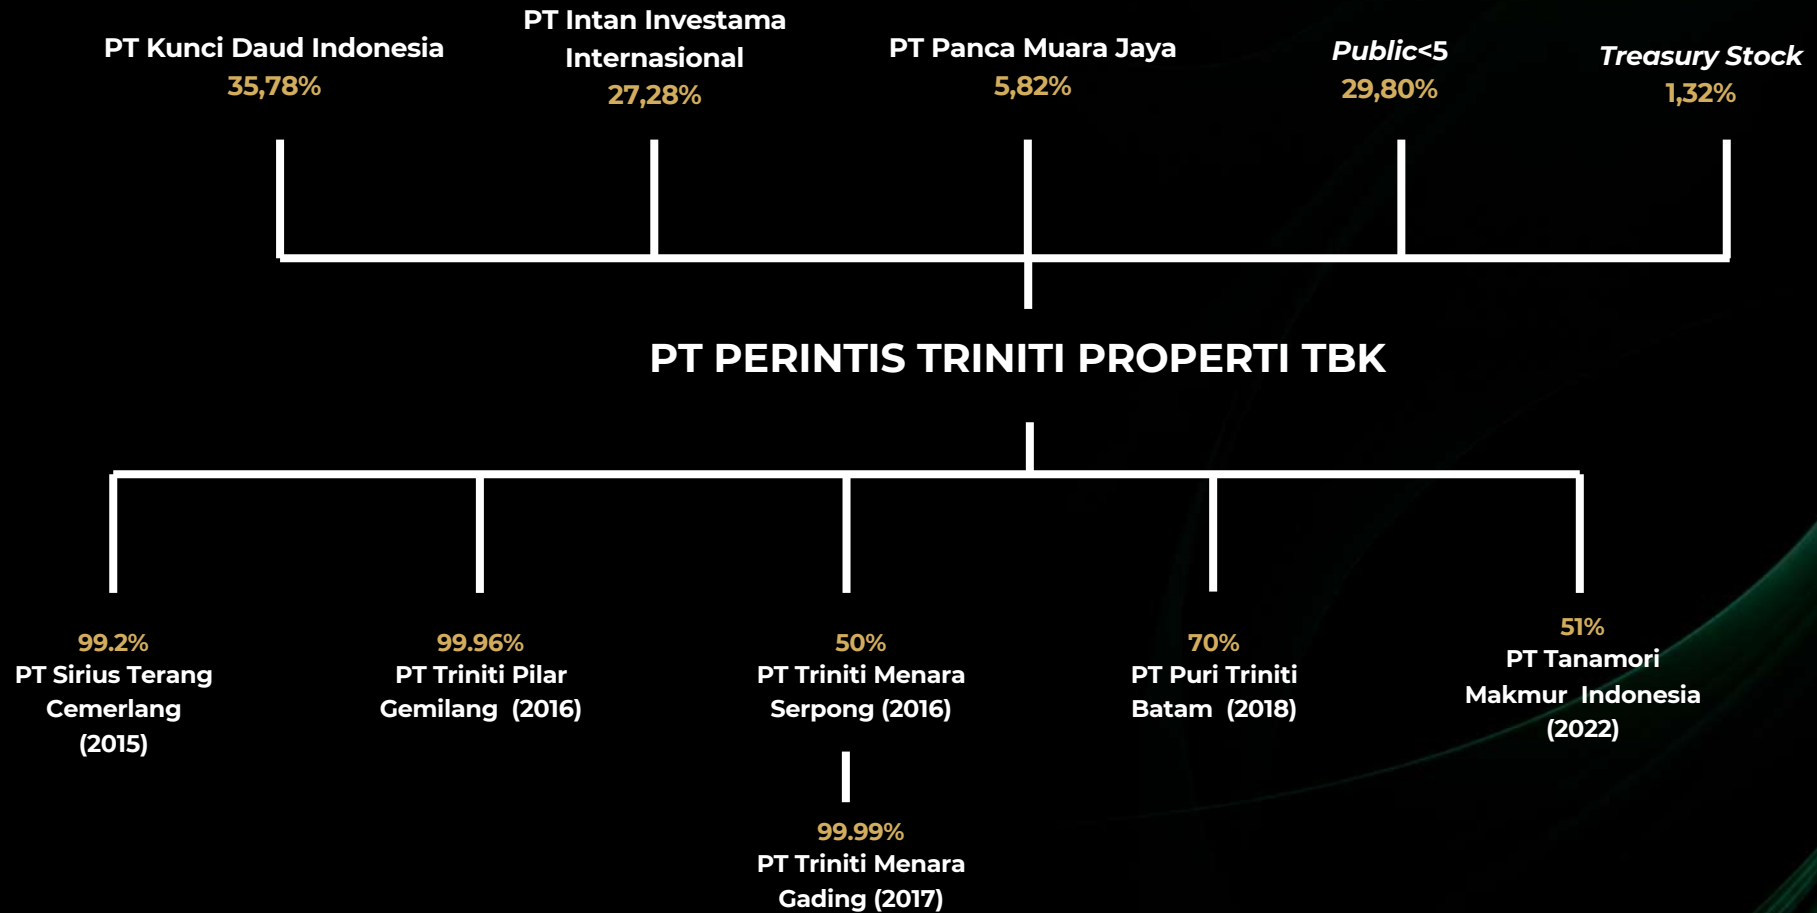 PT Kunci Daud Indonesia
35,78%
PT Intan Investama
Internasional
27,28%
PT Panca Muara Jaya
5,82%
Public<5
29,80%
Treasury Stock
1,32%
PT PERINTIS TRINITI PROPERTI TBK
99.2%
PT Sirius Terang
Cemerlang
(2015)
99.96%
PT Triniti Pilar
Gemilang (2016)
50%
PT Triniti Menara
Serpong (2016)
70%
PT Puri Triniti
Batam (2018)
51%
PT Tanamori
Makmur Indonesia
(2022)
99.99%
PT Triniti Menara
Gading (2017)